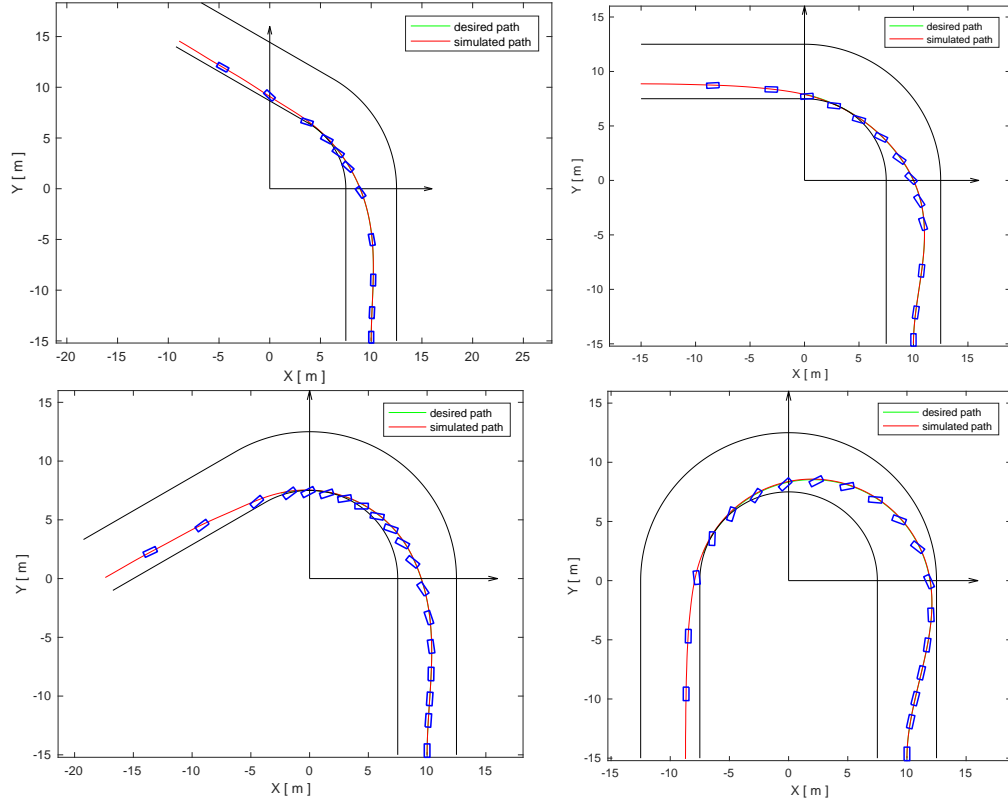 desired path
simulated path
15
10
5
0
-5
-10
-15
Y [ m ]
-20 -15 -10 -5 0 5 10 15 20 25
X [ m ]
desired path
simulated path
15
10
5
0
-5
-10
-15
Y [ m ]
-15 -10 -5 0 5 10 15
X [ m ]
desired path
simulated path
15
10
5
0
-5
-10
-15
Y [ m ]
-20 -15 -10 -5 0 5 10 15
X [ m ]
desired path
simulated path
15
10
5
0
-5
-10
-15
Y [ m ]
-15 -10 -5 0 5 10 15
X [ m ]